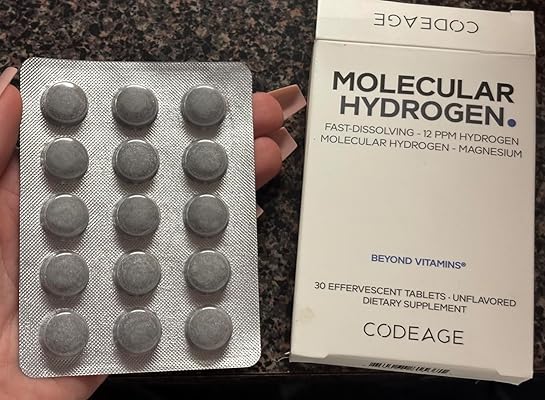 CODEAGE
MOLECULAR
HYDROGEN.
FAST-DISSOLVING - 12 PPM HYDROGEN
MOLECULAR HYDROGEN - MAGNESIUM
BEYOND VITAMINS®
30 EFFERVESCENT TABLETS · UNFLAVORED
DIETARY SUPPLEMENT
CODEAGE